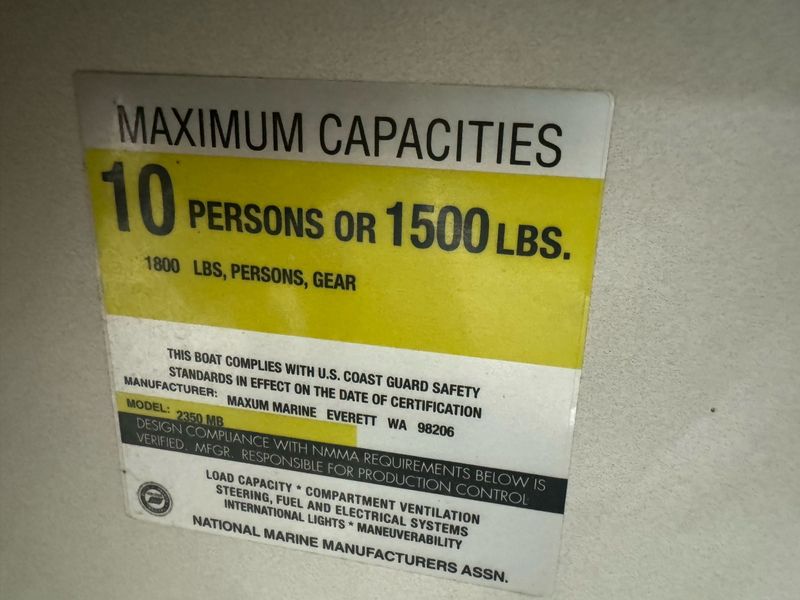 MAXIMUM CAPACITIES
10 PERSONS OR 1500 LBS.
1800 LBS, PERSONS, GEAR
THIS BOAT COMPLIES WITH U.S. COAST GUARD SAFETY
STANDARDS IN EFFECT ON THE DATE OF CERTIFICATION
MANUFACTURER: MAXUM MARINE EVERETT WA 98206
MODEL: 2350 MB
DESIGN COMPLIANCE WITH NMMA REQUIREMENTS BELOW IS
VERIFIED. MFGR. RESPONSIBLE FOR PRODUCTION CONTROL
LOAD CAPACITY * COMPARTMENT VENTILATION
STEERING, FUEL AND ELECTRICAL SYSTEMS
INTERNATIONAL LIGHTS * MANEUVERABILITY
NATIONAL MARINE MANUFACTURERS ASSN.